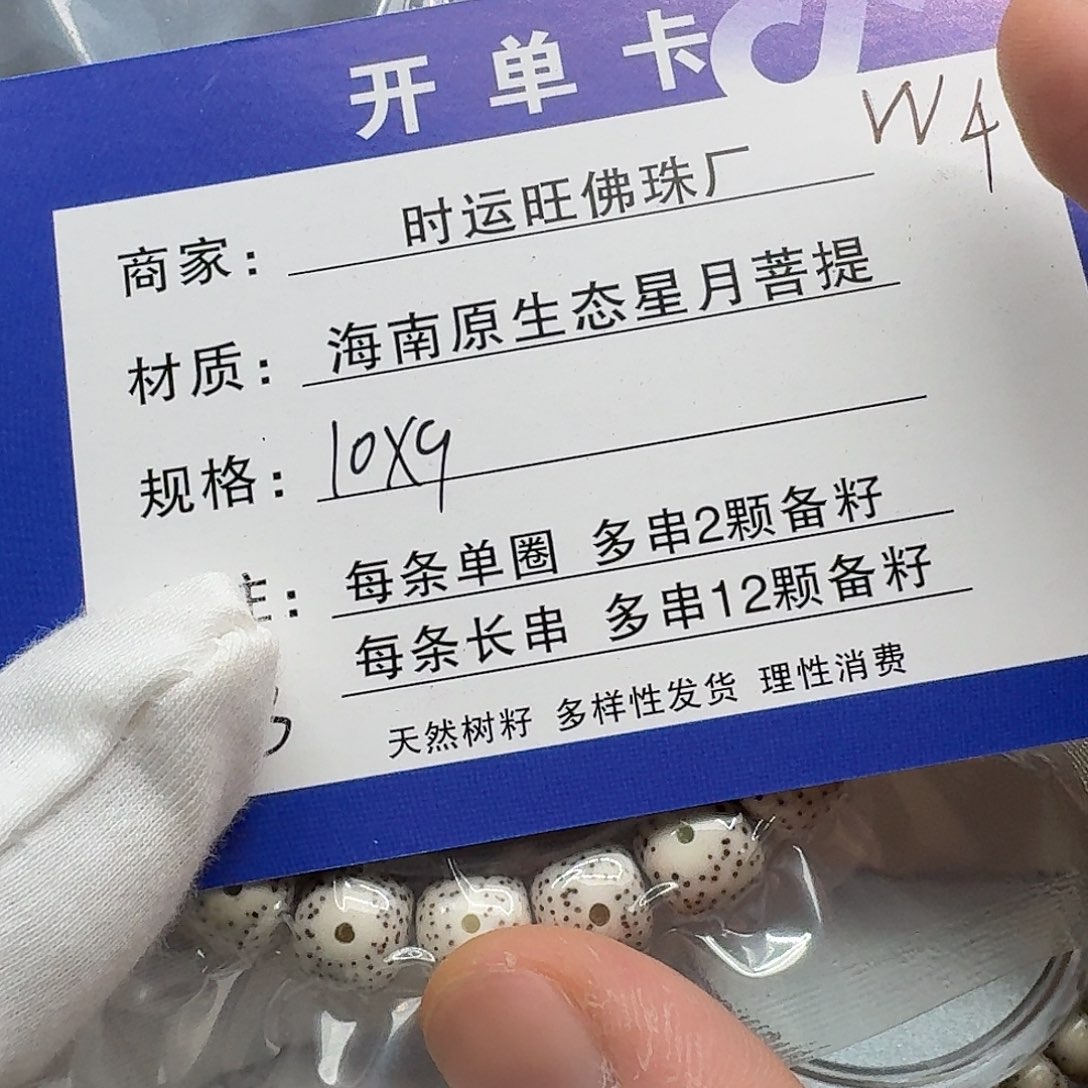 开单卡
W4
商家：时运旺佛珠厂
材质：海南原生态星月菩提
规格：10X9
注：每条单圈 多串2颗备籽
每条长串 多串12颗备籽
天然树籽 多样性发货 理性消费